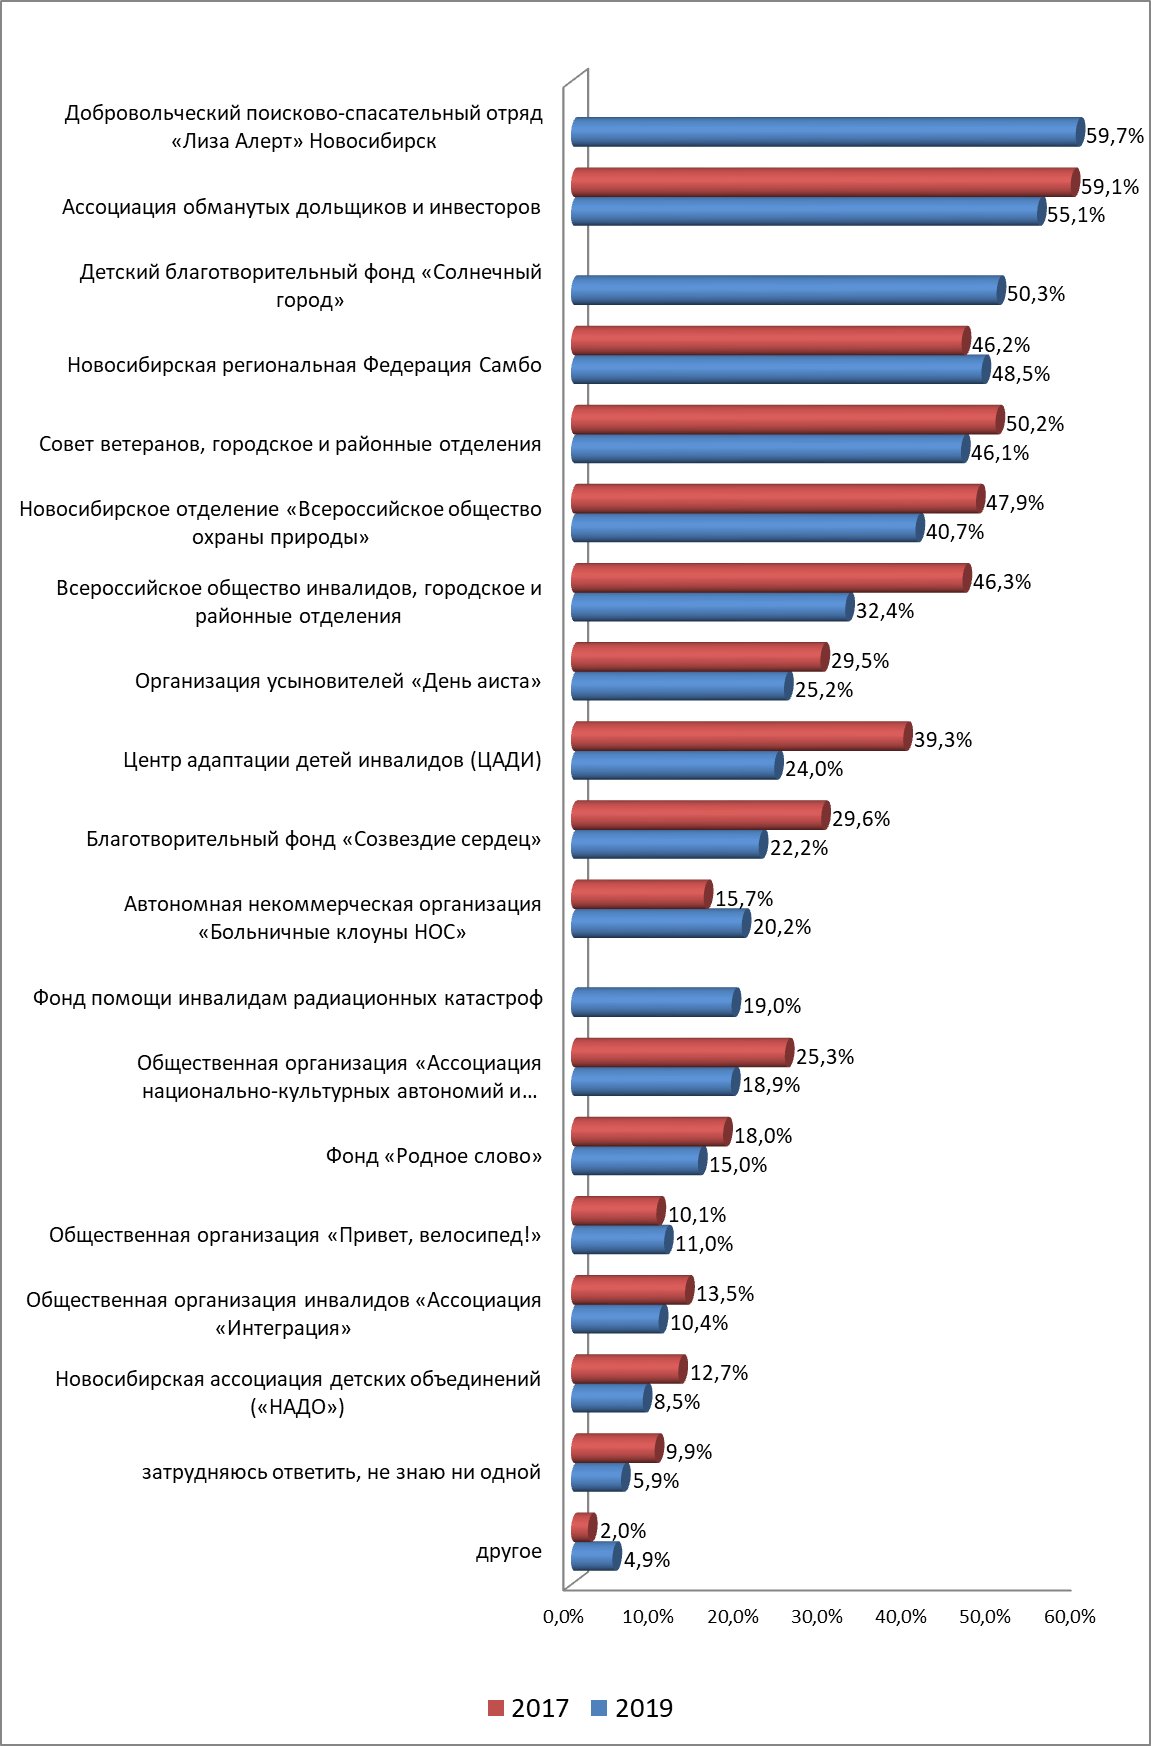 Добровольческий поисково-спасательный отряд
«Лиза Алерт» Новосибирск
59,7%
Ассоциация обманутых дольщиков и инвесторов
59,1%
55,1%
Детский благотворительный фонд «Солнечный
город»
50,3%
Новосибирская региональная Федерация Самбо
46,2%
48,5%
Совет ветеранов, городское и районные отделения
50,2%
46,1%
Новосибирское отделение «Всероссийское общество
охраны природы»
47,9%
40,7%
Всероссийское общество инвалидов, городское и
районные отделения
46,3%
32,4%
Организация усыновителей «День аиста»
29,5%
25,2%
Центр адаптации детей инвалидов (ЦАДИ)
39,3%
24,0%
Благотворительный фонд «Созвездие сердец»
29,6%
22,2%
Автономная некоммерческая организация
«Больничные клоуны НОС»
15,7%
20,2%
Фонд помощи инвалидам радиационных катастроф
19,0%
Общественная организация «Ассоциация
национально-культурных автономий и...
25,3%
18,9%
Фонд «Родное слово»
18,0%
15,0%
Общественная организация «Привет, велосипед!»
10,1%
11,0%
Общественная организация инвалидов «Ассоциация
«Интеграция»
13,5%
10,4%
Новосибирская ассоциация детских объединений
(«НАДО»)
12,7%
8,5%
затрудняюсь ответить, не знаю ни одной
9,9%
5,9%
другое
2,0%
4,9%
0,0% 10,0% 20,0% 30,0% 40,0% 50,0% 60,0%
2017 2019